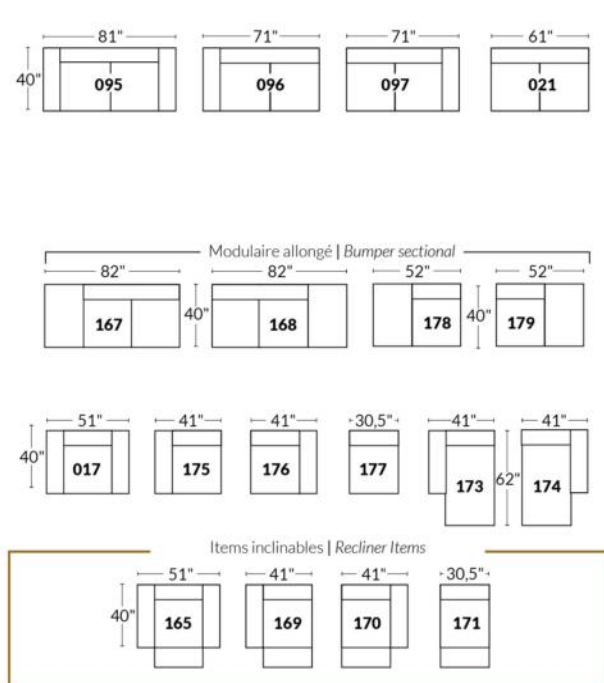 81" 71" 71" 61"
40" 095 096 097 021
Modulaire allongé | Bumper sectional
82" 82" 52" 52"
167 40" 168 178 40" 179
51" 41" 41" 30,5" 41" 41"
40" 017 175 176 177 173 62" 174
Items inclinables | Recliner Items
51" 41" 41" 30,5"
40" 165 169 170 171